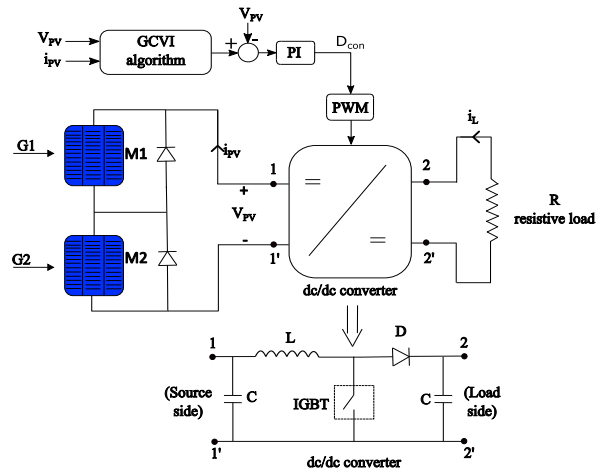 V_PV
V_PV
i_PV
GCVI
algorithm
+
-
PI
D_con
PWM
G1
M1
i_PV
1
2
i_L
+
V_PV
-
R
resistive load
G2
M2
1'
2'
dc/dc converter
1
L
D
2
(Source
side)
C
IGBT
C
(Load
side)
1'
2'
dc/dc converter